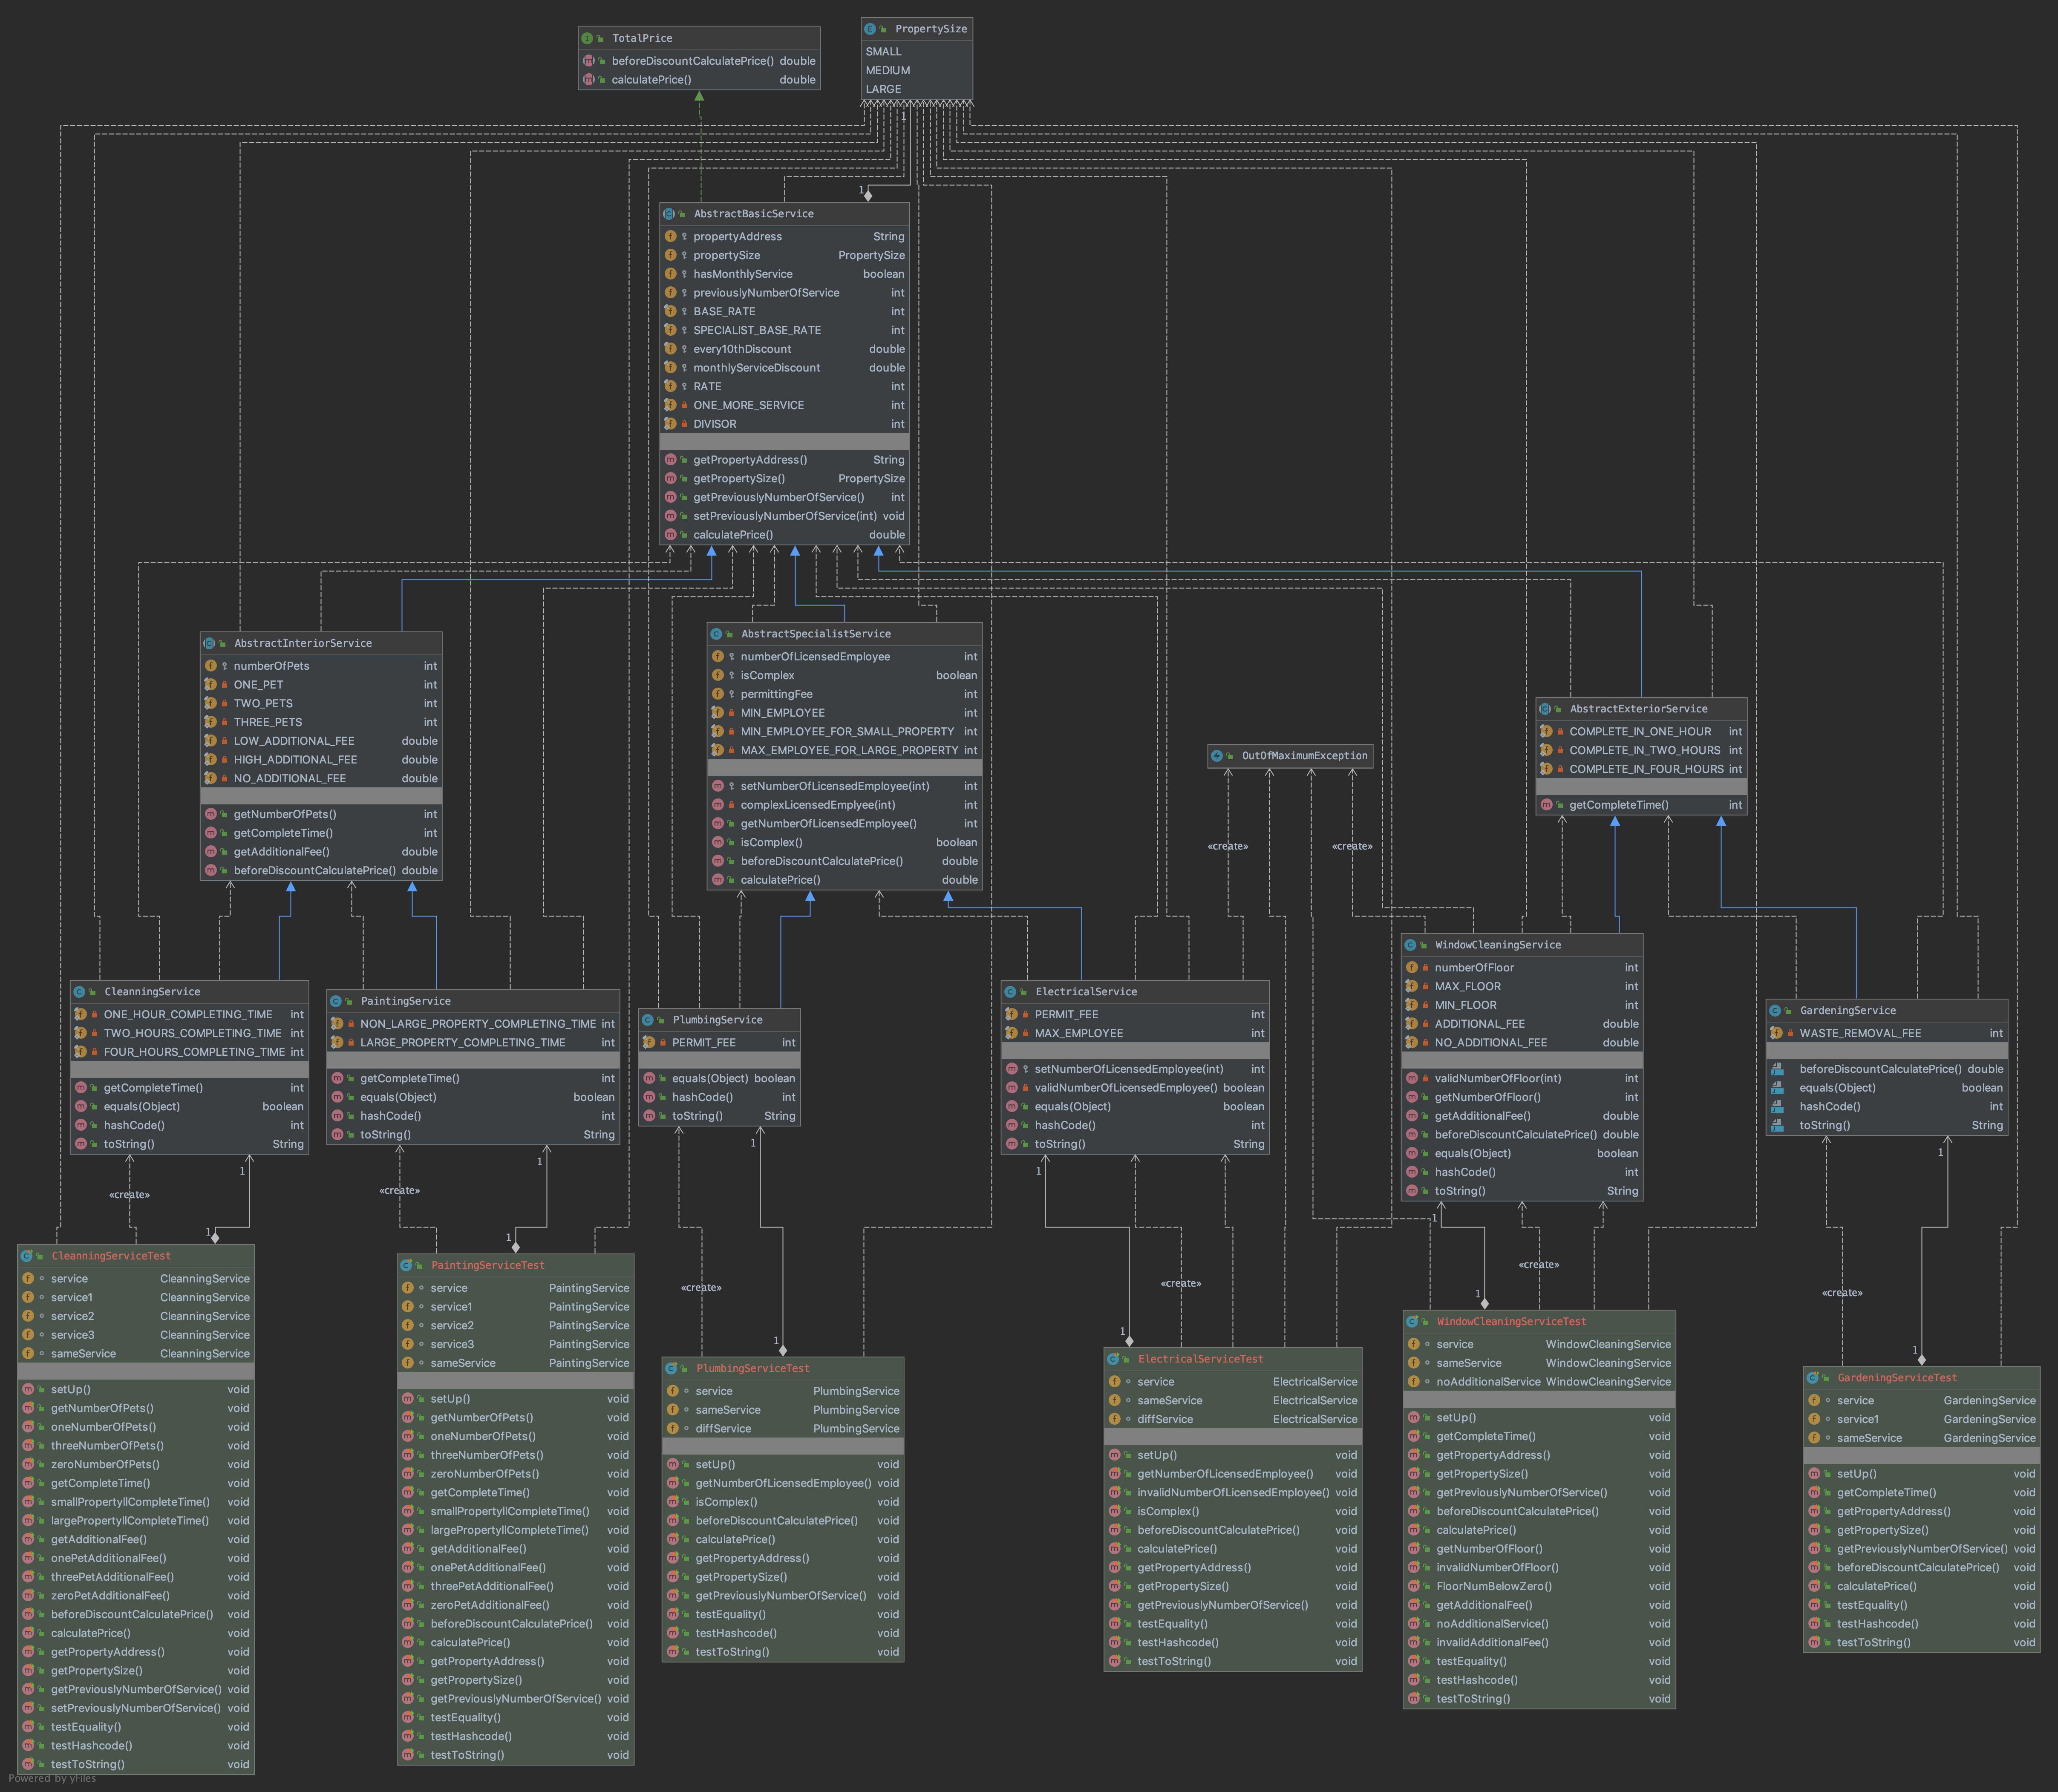 TotalPrice
beforeDiscountCalculatePrice() double
calculatePrice() double
PropertySize
SMALL
MEDIUM
LARGE
1
1
AbstractBasicService
propertyAddress String
propertySize PropertySize
hasMonthlyService boolean
previouslyNumberOfService int
BASE_RATE int
SPECIALIST_BASE_RATE int
every10thDiscount double
monthlyServiceDiscount double
RATE int
ONE_MORE_SERVICE int
DIVISOR int
getPropertyAddress() String
getPropertySize() PropertySize
getPreviouslyNumberOfService() int
setPreviouslyNumberOfService(int) void
calculatePrice() double
AbstractInteriorService
numberOfPets int
ONE_PET int
TWO_PETS int
THREE_PETS int
LOW_ADDITIONAL_FEE double
HIGH_ADDITIONAL_FEE double
NO_ADDITIONAL_FEE double
getNumberOfPets() int
getCompleteTime() int
getAdditionalFee() double
beforeDiscountCalculatePrice() double
AbstractSpecialistService
numberOfLicensedEmployee int
isComplex boolean
permittingFee int
MIN_EMPLOYEE int
MIN_EMPLOYEE_FOR_SMALL_PROPERTY int
MAX_EMPLOYEE_FOR_LARGE_PROPERTY int
setNumberOfLicensedEmployee(int) int
complexLicensedEmplyee(int) int
getNumberOfLicensedEmployee() int
isComplex() boolean
beforeDiscountCalculatePrice() double
calculatePrice() double
OutOfMaximumException
«create»
«create»
AbstractExteriorService
COMPLETE_IN_ONE_HOUR int
COMPLETE_IN_TWO_HOURS int
COMPLETE_IN_FOUR_HOURS int
getCompleteTime() int
CleanningService
ONE_HOUR_COMPLETING_TIME int
TWO_HOURS_COMPLETING_TIME int
FOUR_HOURS_COMPLETING_TIME int
getCompleteTime() int
equals(Object) boolean
hashCode() int
toString() String
PaintingService
NON_LARGE_PROPERTY_COMPLETING_TIME int
LARGE_PROPERTY_COMPLETING_TIME int
getCompleteTime() int
equals(Object) boolean
hashCode() int
toString() String
PlumbingService
PERMIT_FEE int
equals(Object) boolean
hashCode() int
toString() String
ElectricalService
PERMIT_FEE int
MAX_EMPLOYEE int
setNumberOfLicensedEmployee(int) int
validNumberOfLicensedEmployee() boolean
equals(Object) boolean
hashCode() int
toString() String
WindowCleaningService
numberOfFloor int
MAX_FLOOR int
MIN_FLOOR int
ADDITIONAL_FEE double
NO_ADDITIONAL_FEE double
validNumberOfFloor(int) int
getNumberOfFloor() int
getAdditionalFee() double
beforeDiscountCalculatePrice() double
equals(Object) boolean
hashCode() int
toString() String
GardeningService
WASTE_REMOVAL_FEE int
beforeDiscountCalculatePrice() double
equals(Object) boolean
hashCode() int
toString() String
1
«create»
1
1
«create»
1
1
«create»
1
1
«create»
1
1
«create»
1
1
«create»
1
CleanningServiceTest
service CleanningService
service1 CleanningService
service2 CleanningService
service3 CleanningService
sameService CleanningService
setUp() void
getNumberOfPets() void
oneNumberOfPets() void
threeNumberOfPets() void
zeroNumberOfPets() void
getCompleteTime() void
smallPropertyllCompleteTime() void
largePropertyllCompleteTime() void
getAdditionalFee() void
onePetAdditionalFee() void
threePetAdditionalFee() void
zeroPetAdditionalFee() void
beforeDiscountCalculatePrice() void
calculatePrice() void
getPropertyAddress() void
getPropertySize() void
getPreviouslyNumberOfService() void
setPreviouslyNumberOfService() void
testEquality() void
testHashcode() void
testToString() void
PaintingServiceTest
service PaintingService
service1 PaintingService
service2 PaintingService
service3 PaintingService
sameService PaintingService
setUp() void
getNumberOfPets() void
oneNumberOfPets() void
threeNumberOfPets() void
zeroNumberOfPets() void
getCompleteTime() void
smallPropertyllCompleteTime() void
largePropertyllCompleteTime() void
getAdditionalFee() void
onePetAdditionalFee() void
threePetAdditionalFee() void
zeroPetAdditionalFee() void
beforeDiscountCalculatePrice() void
calculatePrice() void
getPropertyAddress() void
getPropertySize() void
getPreviouslyNumberOfService() void
testEquality() void
testHashcode() void
testToString() void
PlumbingServiceTest
service PlumbingService
sameService PlumbingService
diffService PlumbingService
setUp() void
getNumberOfLicensedEmployee() void
isComplex() void
beforeDiscountCalculatePrice() void
calculatePrice() void
getPropertyAddress() void
getPropertySize() void
getPreviouslyNumberOfService() void
testEquality() void
testHashcode() void
testToString() void
ElectricalServiceTest
service ElectricalService
sameService ElectricalService
diffService ElectricalService
setUp() void
getNumberOfLicensedEmployee() void
invalidNumberOfLicensedEmployee() void
isComplex() void
beforeDiscountCalculatePrice() void
calculatePrice() void
getPropertyAddress() void
getPropertySize() void
getPreviouslyNumberOfService() void
testEquality() void
testHashcode() void
testToString() void
WindowCleaningServiceTest
service WindowCleaningService
sameService WindowCleaningService
noAdditionalService WindowCleaningService
setUp() void
getCompleteTime() void
getPropertyAddress() void
getPropertySize() void
getPreviouslyNumberOfService() void
beforeDiscountCalculatePrice() void
calculatePrice() void
getNumberOfFloor() void
invalidNumberOfFloor() void
FloorNumBelowZero() void
getAdditionalFee() void
noAdditionalService() void
invalidAdditionalFee() void
testEquality() void
testHashcode() void
testToString() void
GardeningServiceTest
service GardeningService
service1 GardeningService
sameService GardeningService
setUp() void
getCompleteTime() void
getPropertyAddress() void
getPropertySize() void
getPreviouslyNumberOfService() void
beforeDiscountCalculatePrice() void
calculatePrice() void
testEquality() void
testHashcode() void
testToString() void
Powered by yFiles